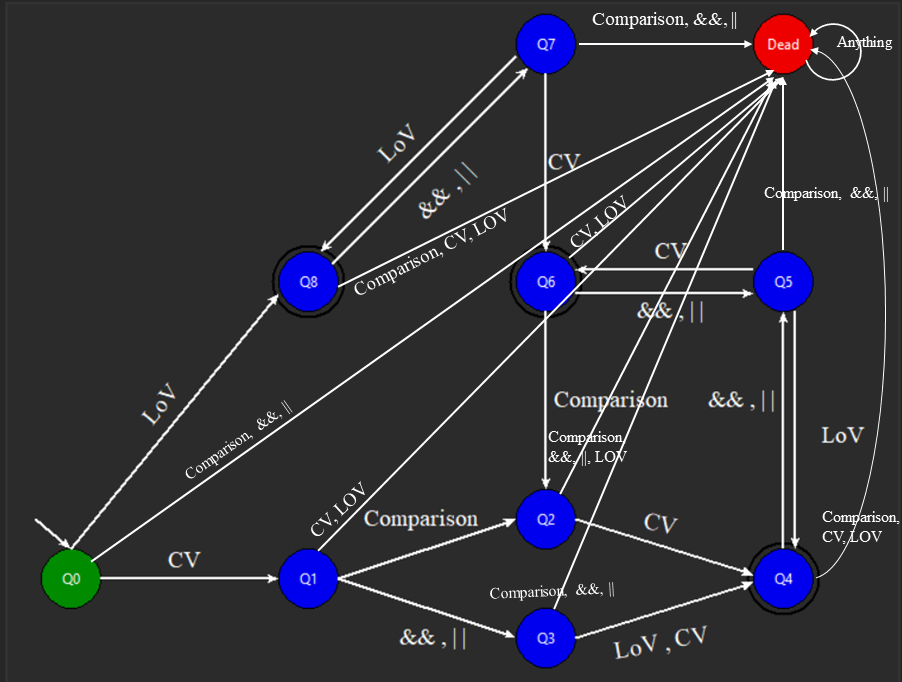 Comparison, &&, ||
Q7
Dead
Anything
LoV
&& , ||
CV
Comparison, &&, ||
CV, LOV
Comparison, CV, LOV
CV
Q8
Q6
Q5
&& , ||
LoV
Comparison
&& , ||
Comparison, &&, ||
LoV
Comparison,
&&, ||, LOV
CV, LOV
Comparison
Q2
CV
Comparison,
CV, LOV
CV
Q0
Q1
Q4
Comparison, &&, ||
&& , ||
Q3
LoV , CV